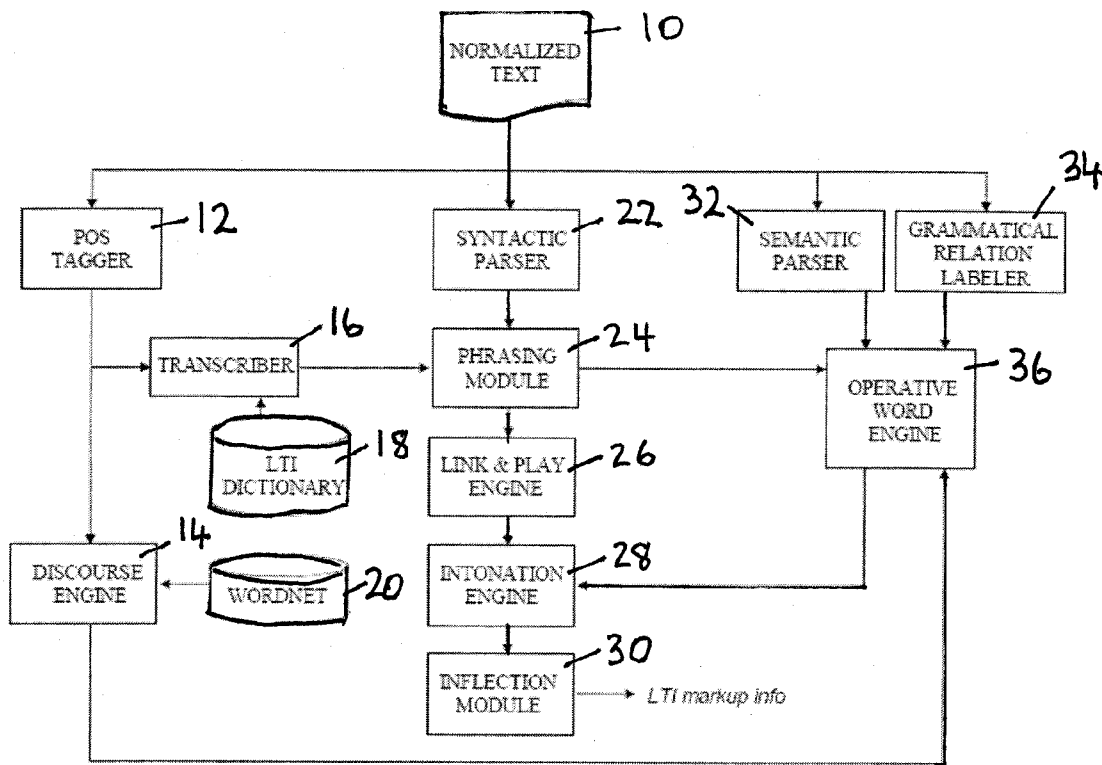 10
NORMALIZED
TEXT
12
POS
TAGGER
22
SYNTACTIC
PARSER
32
SEMANTIC
PARSER
34
GRAMMATICAL
RELATION
LABELER
16
TRANSCRIBER
24
PHRASING
MODULE
36
OPERATIVE
WORD
ENGINE
18
LTI
DICTIONARY
26
LINK & PLAY
ENGINE
14
DISCOURSE
ENGINE
20
WORDNET
28
INTONATION
ENGINE
30
INFLECTION
MODULE
LTI markup info